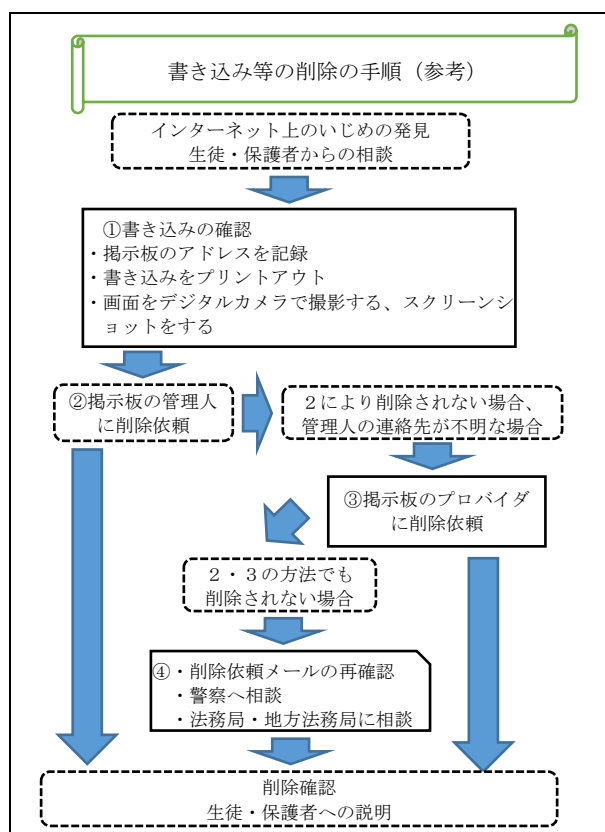 書き込み等の削除の手順（参考）
インターネット上のいじめの発見
生徒・保護者からの相談
①書き込みの確認
・掲示板のアドレスを記録
・書き込みをプリントアウト
・画面をデジタルカメラで撮影する、スクリーンシ
ョットをする
②掲示板の管理人
に削除依頼
２により削除されない場合、
管理人の連絡先が不明な場合
③掲示板のプロバイダ
に削除依頼
２・３の方法でも
削除されない場合
④・削除依頼メールの再確認
・警察へ相談
・法務局・地方法務局に相談
削除確認
生徒・保護者への説明